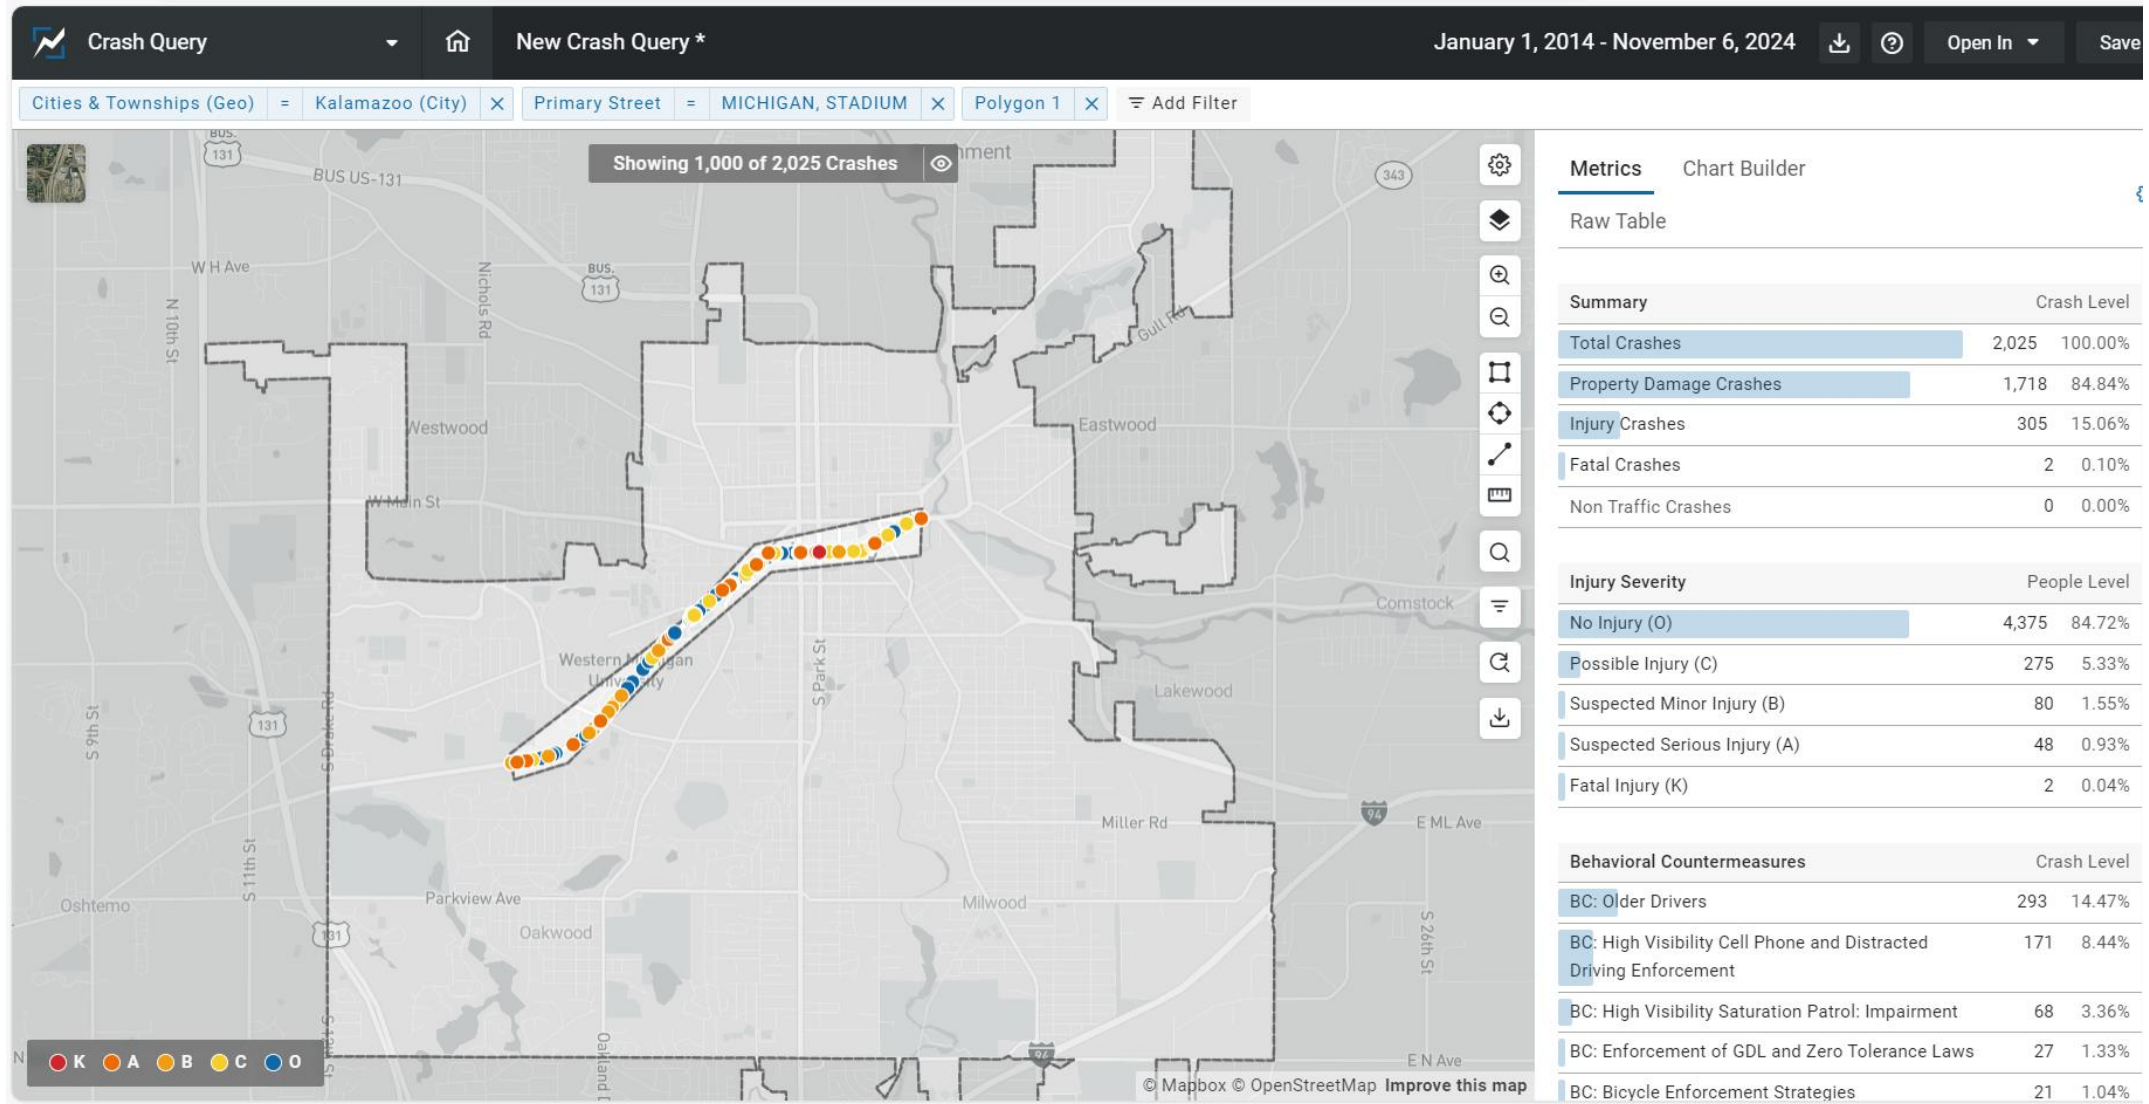 Crash Query
New Crash Query *
January 1, 2014 - November 6, 2024
Open In
Save
Cities & Townships (Geo) = Kalamazoo (City)
Primary Street = MICHIGAN, STADIUM
Polygon 1
Add Filter
Showing 1,000 of 2,025 Crashes
BUS.
131
BUS US-131
343
W H Ave
N 10th St
Nichols Rd
BUS.
131
Gull Rd
Westwood
Eastwood
W Main St
Comstock
Western Michigan
University
S Park St
Lakewood
S 9th St
131
S Drake Rd
94
Miller Rd
E ML Ave
S 11th St
Parkview Ave
Oshtemo
Oakwood
Milwood
131
S 26th St
94
E N Ave
K A B C O
© Mapbox © OpenStreetMap Improve this map
Metrics
Chart Builder
Raw Table
Summary Crash Level
Total Crashes 2,025 100.00%
Property Damage Crashes 1,718 84.84%
Injury Crashes 305 15.06%
Fatal Crashes 2 0.10%
Non Traffic Crashes 0 0.00%
Injury Severity People Level
No Injury (O) 4,375 84.72%
Possible Injury (C) 275 5.33%
Suspected Minor Injury (B) 80 1.55%
Suspected Serious Injury (A) 48 0.93%
Fatal Injury (K) 2 0.04%
Behavioral Countermeasures Crash Level
BC: Older Drivers 293 14.47%
BC: High Visibility Cell Phone and Distracted 171 8.44%
Driving Enforcement
BC: High Visibility Saturation Patrol: Impairment 68 3.36%
BC: Enforcement of GDL and Zero Tolerance Laws 27 1.33%
BC: Bicycle Enforcement Strategies 21 1.04%